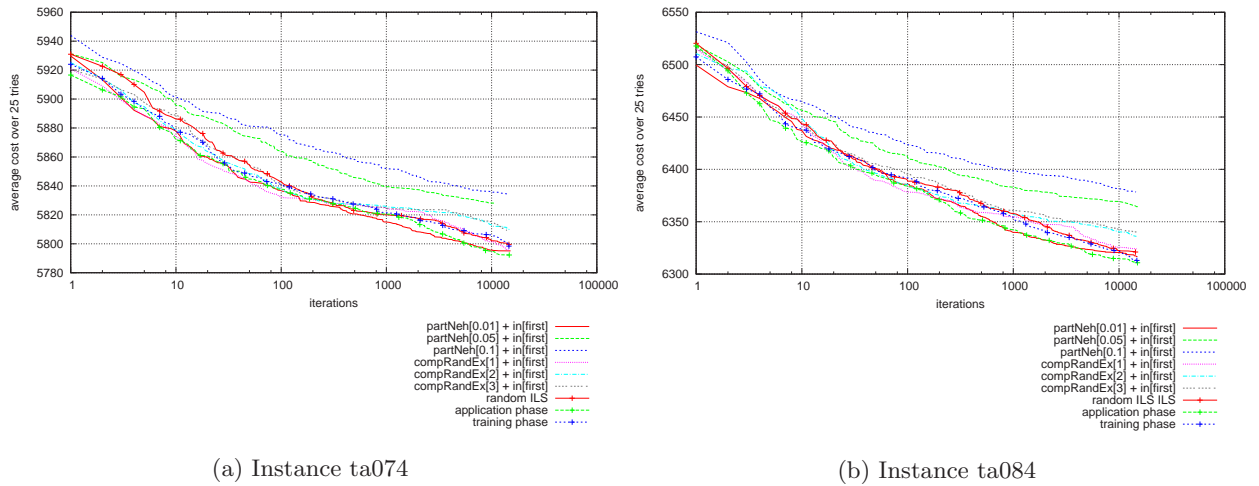 5960
5940
5920
5900
5880
5860
5840
5820
5800
5780
average cost over 25 tries
1 10 100 1000 10000 100000
iterations
partNeh[0.01] + in[first]
partNeh[0.05] + in[first]
partNeh[0.1] + in[first]
compRandEx[1] + in[first]
compRandEx[2] + in[first]
compRandEx[3] + in[first]
random ILS
application phase
training phase
(a) Instance ta074
6550
6500
6450
6400
6350
6300
average cost over 25 tries
1 10 100 1000 10000 100000
iterations
partNeh[0.01] + in[first]
partNeh[0.05] + in[first]
partNeh[0.1] + in[first]
compRandEx[1] + in[first]
compRandEx[2] + in[first]
compRandEx[3] + in[first]
random ILS ILS
application phase
training phase
(b) Instance ta084